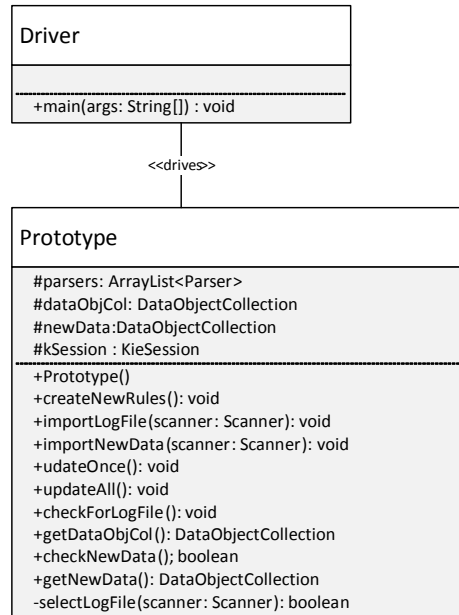 Driver
+main(args: String[]) : void
<<drives>>
Prototype
#parsers: ArrayList<Parser>
#dataObjCol: DataObjectCollection
#newData:DataObjectCollection
#kSession : KieSession
+Prototype()
+createNewRules(): void
+importLogFile(scanner: Scanner): void
+importNewData(scanner: Scanner): void
+udateOnce(): void
+updateAll(): void
+checkForLogFile(): void
+getDataObjCol(): DataObjectCollection
+checkNewData(); boolean
+getNewData(): DataObjectCollection
-selectLogFile(scanner: Scanner): boolean